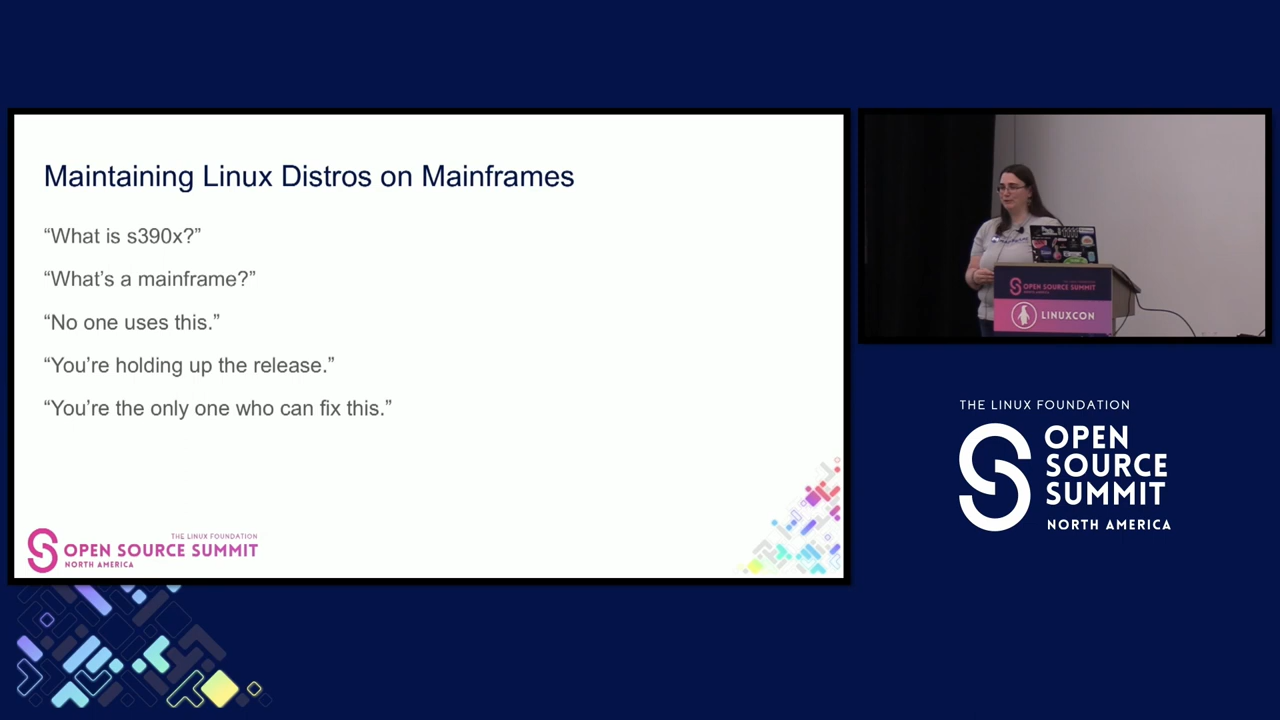 Maintaining Linux Distros on Mainframes
“What is s390x?”
“What’s a mainframe?”
“No one uses this.”
“You’re holding up the release.”
“You’re the only one who can fix this.”
THE LINUX FOUNDATION
OPEN SOURCE SUMMIT
NORTH AMERICA
OPEN SOURCE SUMMIT
LINUXCON
THE LINUX FOUNDATION
OPEN
SOURCE
SUMMIT
NORTH AMERICA